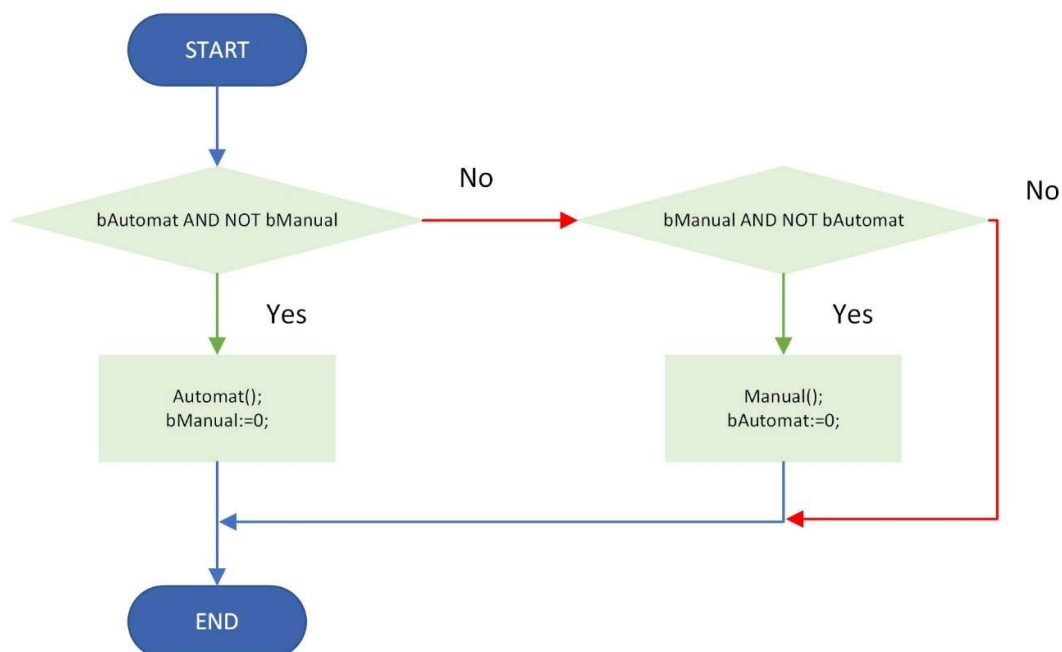 START
bAutomat AND NOT bManual
No
bManual AND NOT bAutomat
No
Yes
Yes
Automat();
bManual:=0;
Manual();
bAutomat:=0;
END